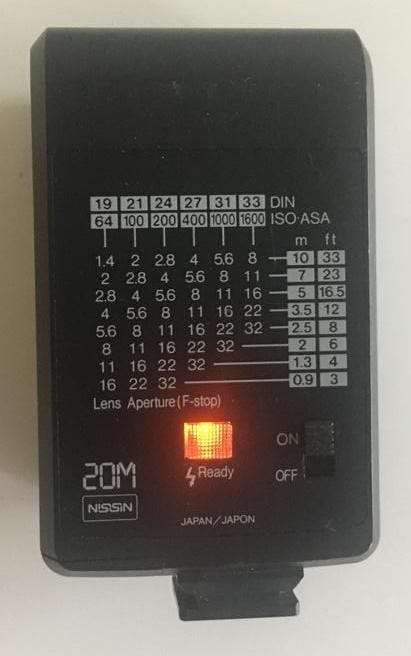 19 21 24 27 31 33 DIN
64 100 200 400 1000 1600 ISO·ASA
m ft
1.4 2 2.8 4 5.6 8 10 33
2 2.8 4 5.6 8 11 7 23
2.8 4 5.6 8 11 16 5 16.5
4 5.6 8 11 16 22 3.5 12
5.6 8 11 16 22 32 2.5 8
8 11 16 22 32 2 6
11 16 22 32 1.3 4
16 22 32 0.9 3
Lens Aperture (F-stop)
ON
Ready
OFF
20M
NISSIN
JAPAN/JAPON